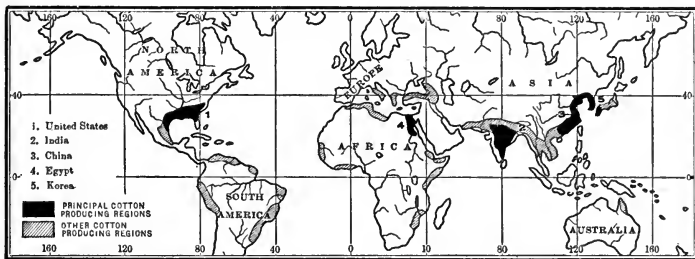 160 120 80 40 0 40 10 80 120 160
NORTH
AMERICA
EUROPE
ASIA
40 40
1 2 3 4 5
1. United States
2. India
3. China
4. Egypt
5. Korea
AFRICA
0 0
SOUTH
AMERICA
AUSTRALIA
PRINCIPAL COTTON
PRODUCING REGIONS
OTHER COTTON
PRODUCING REGIONS
160 120 80 40 0 10 80 120 160